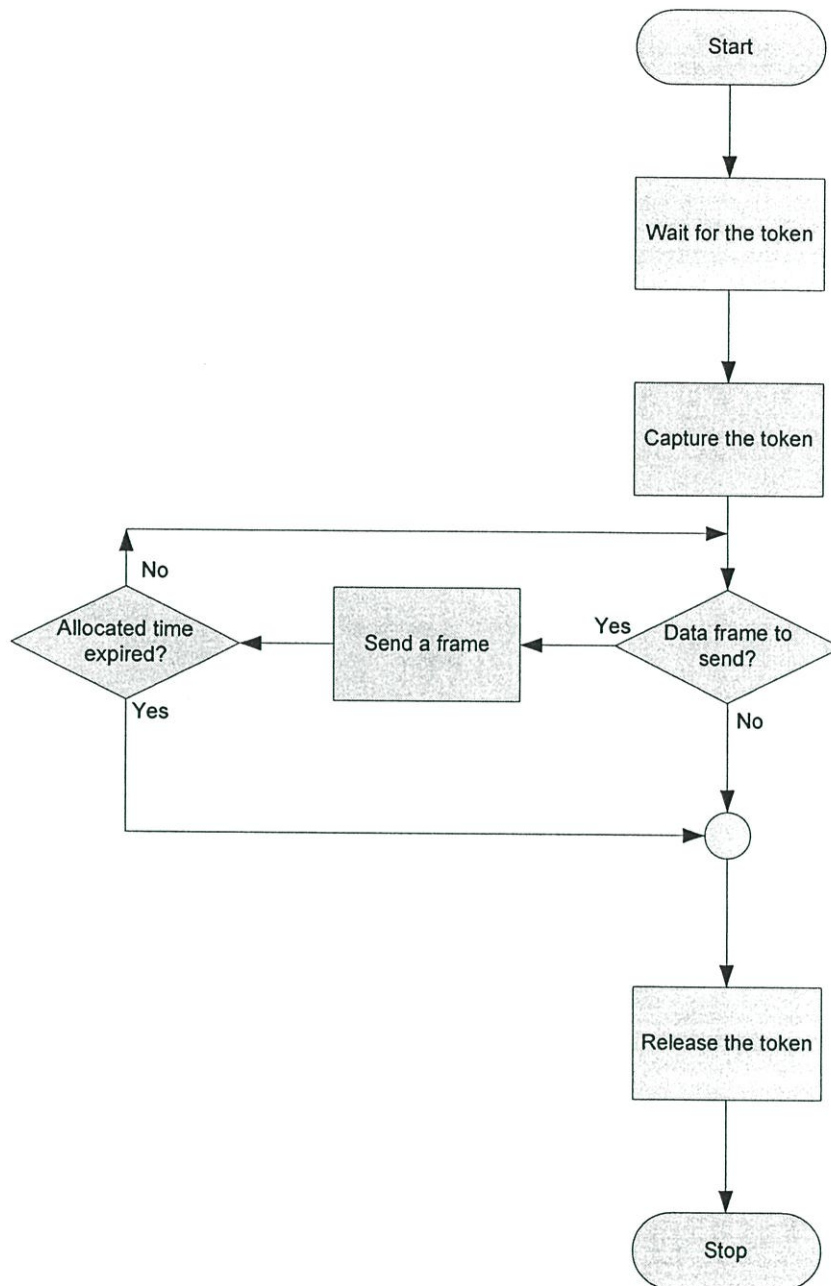 Start
Wait for the token
Capture the token
No
Allocated time
expired?
Yes
Send a frame
Yes
Data frame to
send?
No
Release the token
Stop